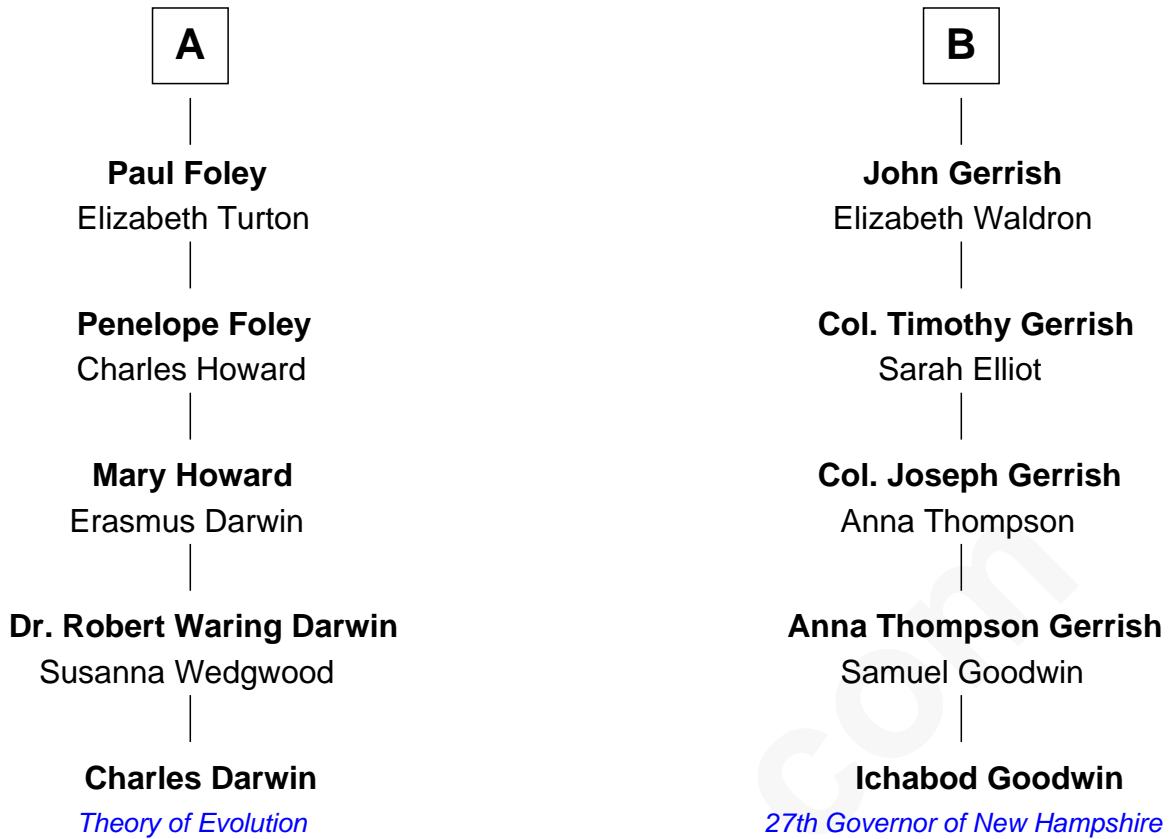 A
B
Paul Foley
Elizabeth Turton
John Gerrish
Elizabeth Waldron
Penelope Foley
Charles Howard
Col. Timothy Gerrish
Sarah Elliot
Mary Howard
Erasmus Darwin
Col. Joseph Gerrish
Anna Thompson
Dr. Robert Waring Darwin
Susanna Wedgwood
Anna Thompson Gerrish
Samuel Goodwin
Charles Darwin
Theory of Evolution
Ichabod Goodwin
27th Governor of New Hampshire
com